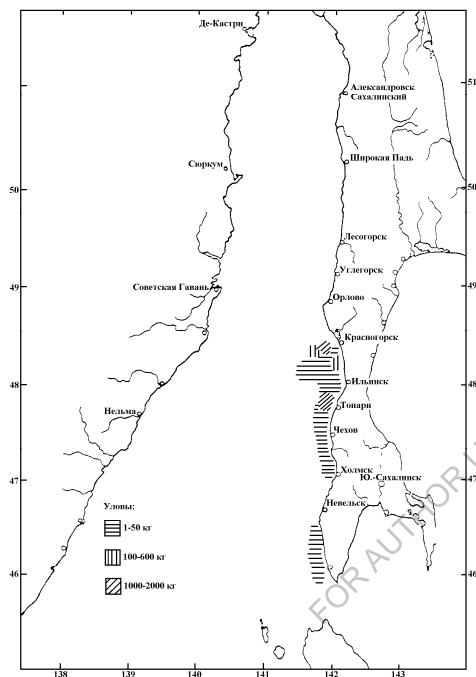 Де-Кастри
51
51
Александровск
Сахалинский
Широкая Падь
Сюркум
50
50
Лесогорск
Углегорск
Советская Гавань
49
49
Орлово
Красногорск
48
48
Ильинск
Нельма
Тонари
Чехов
47
47
Холмск
Ю.-Сахалинск
Невельск
Уловы:
1-50 кг
100-600 кг
1000-2000 кг
46
46
FOR AUTHOR U
138
139
140
141
142
143